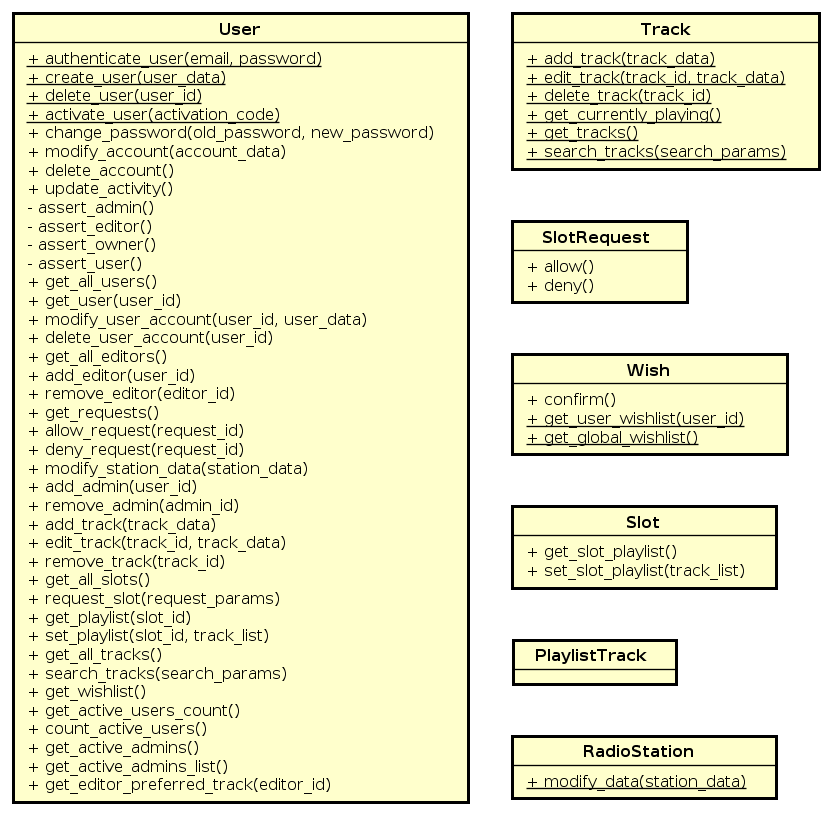 User
+ authenticate_user(email, password)
+ create_user(user_data)
+ delete_user(user_id)
+ activate_user(activation_code)
+ change_password(old_password, new_password)
+ modify_account(account_data)
+ delete_account()
+ update_activity()
- assert_admin()
- assert_editor()
- assert_owner()
- assert_user()
+ get_all_users()
+ get_user(user_id)
+ modify_user_account(user_id, user_data)
+ delete_user_account(user_id)
+ get_all_editors()
+ add_editor(user_id)
+ remove_editor(editor_id)
+ get_requests()
+ allow_request(request_id)
+ deny_request(request_id)
+ modify_station_data(station_data)
+ add_admin(user_id)
+ remove_admin(admin_id)
+ add_track(track_data)
+ edit_track(track_id, track_data)
+ remove_track(track_id)
+ get_all_slots()
+ request_slot(request_params)
+ get_playlist(slot_id)
+ set_playlist(slot_id, track_list)
+ get_all_tracks()
+ search_tracks(search_params)
+ get_wishlist()
+ get_active_users_count()
+ count_active_users()
+ get_active_admins()
+ get_active_admins_list()
+ get_editor_preferred_track(editor_id)
Track
+ add_track(track_data)
+ edit_track(track_id, track_data)
+ delete_track(track_id)
+ get_currently_playing()
+ get_tracks()
+ search_tracks(search_params)
SlotRequest
+ allow()
+ deny()
Wish
+ confirm()
+ get_user_wishlist(user_id)
+ get_global_wishlist()
Slot
+ get_slot_playlist()
+ set_slot_playlist(track_list)
PlaylistTrack
RadioStation
+ modify_data(station_data)